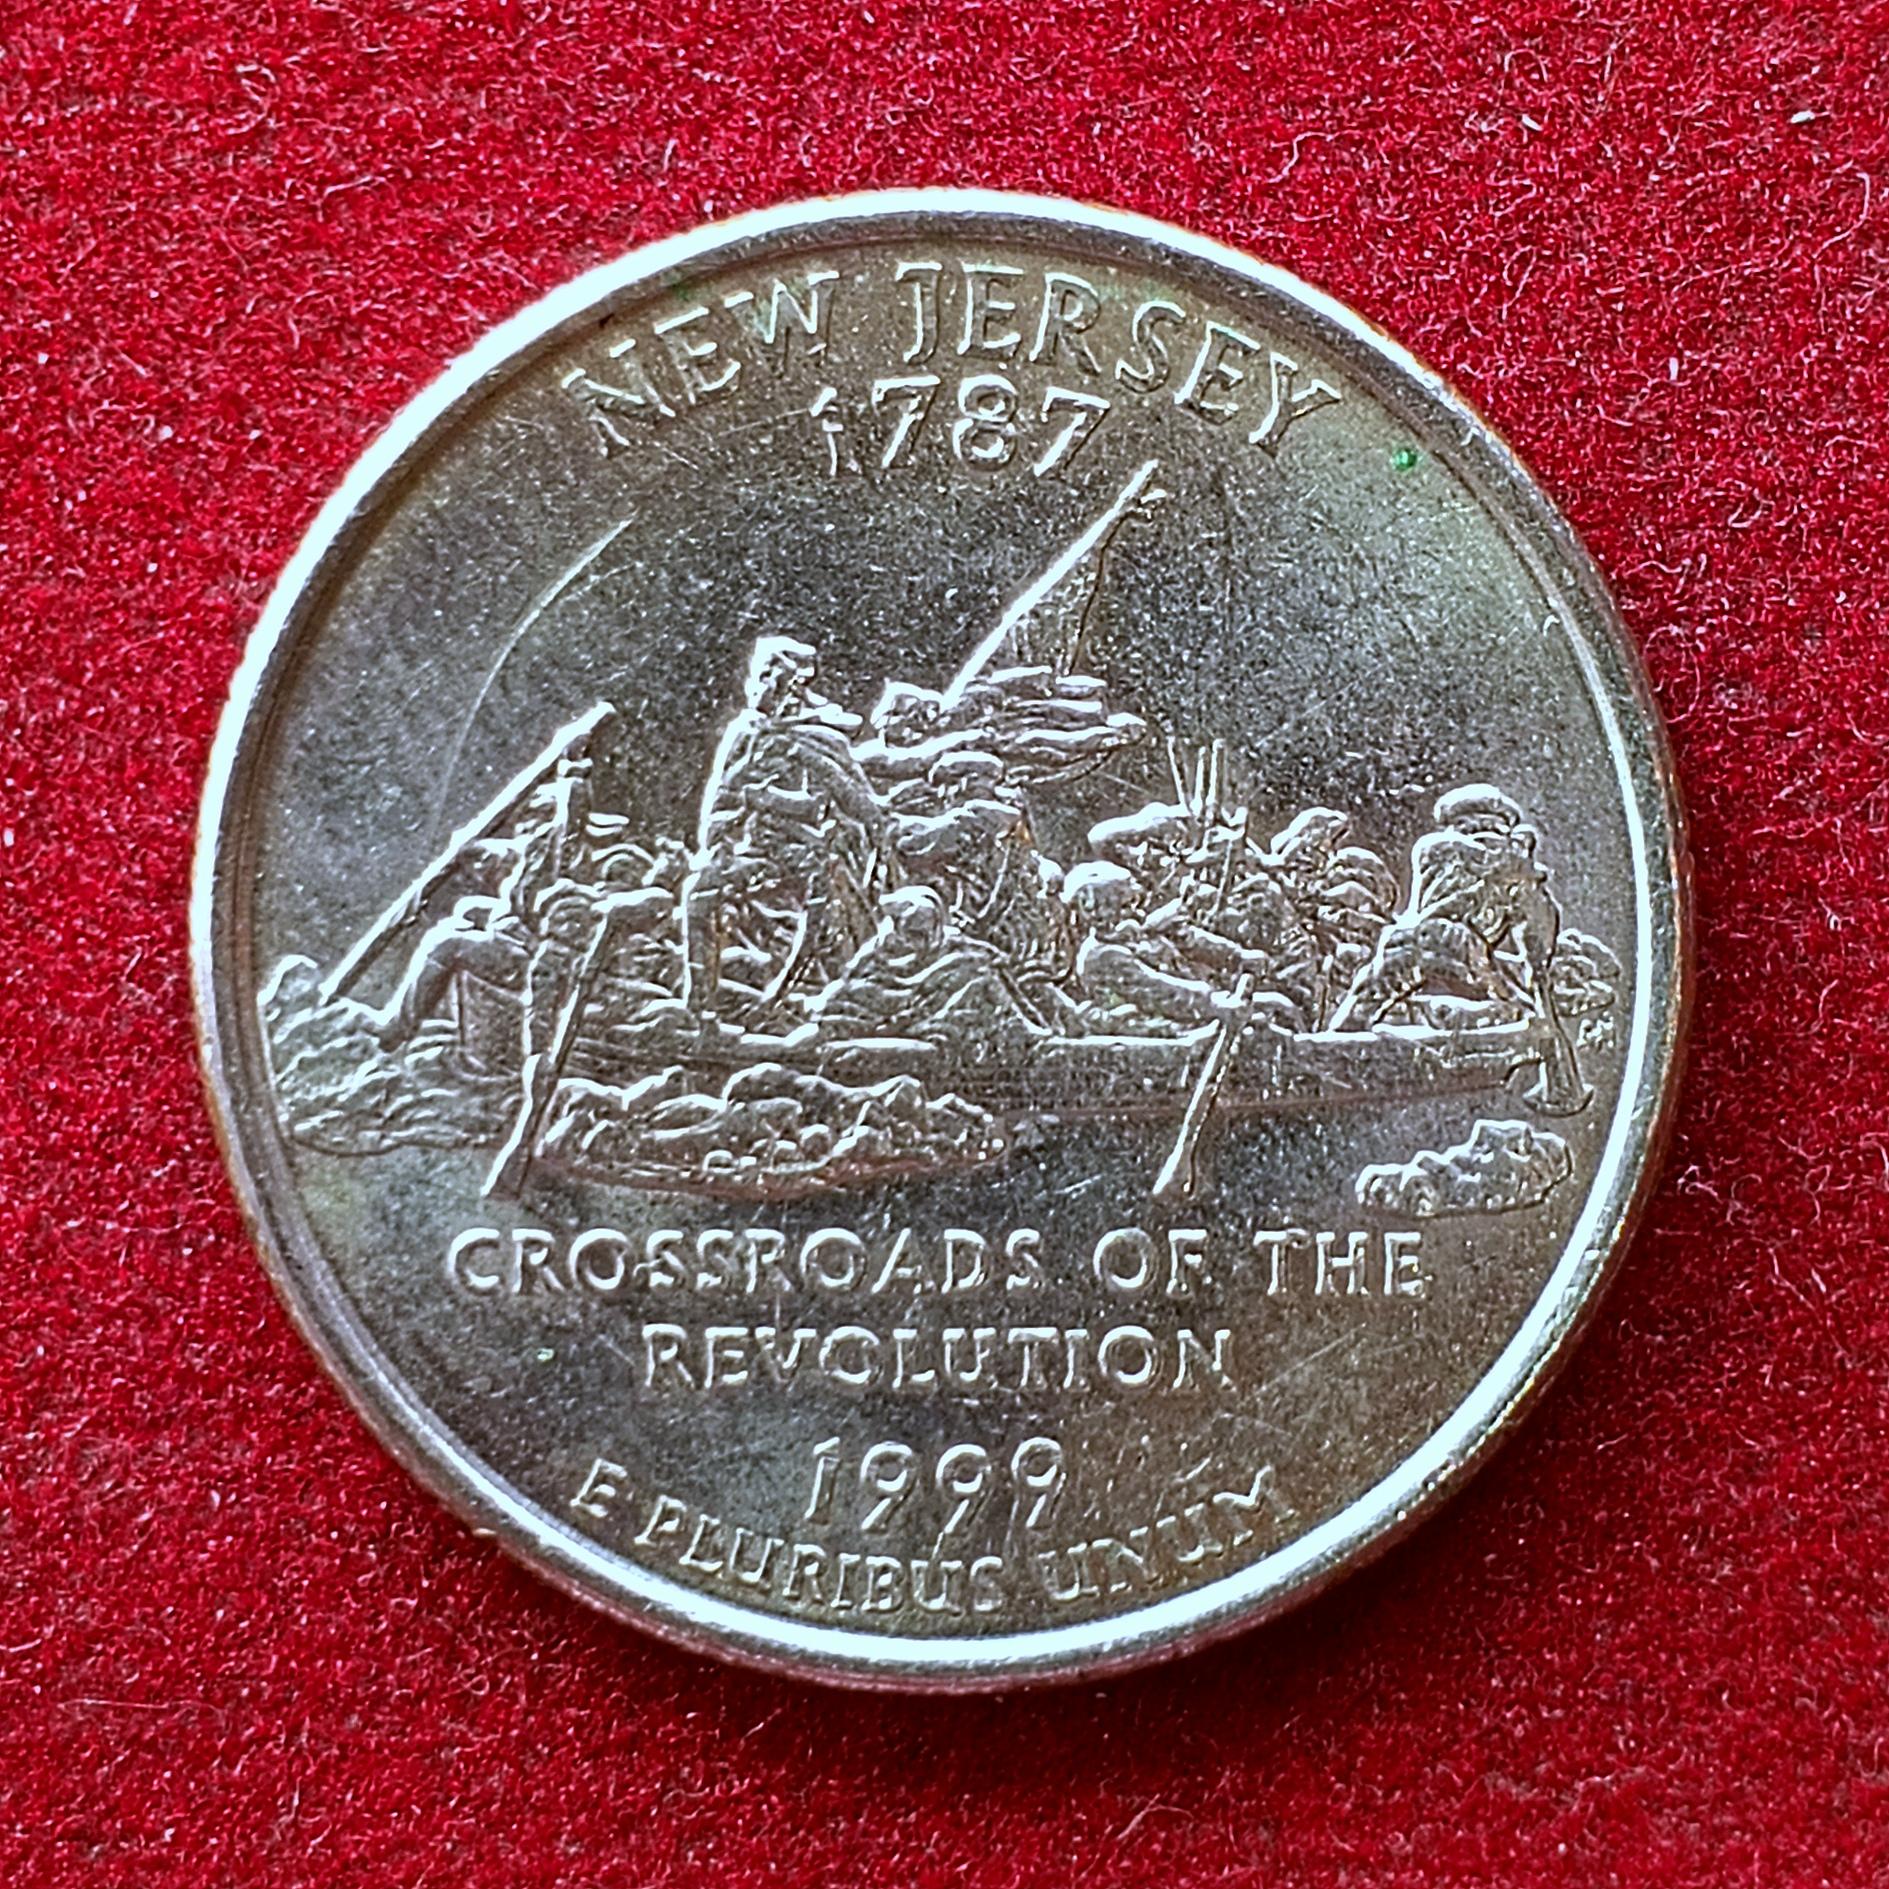 NEW JERSEY
1787
CROSSROADS OF THE
REVOLUTION
1999
E PLURIBUS UNUM